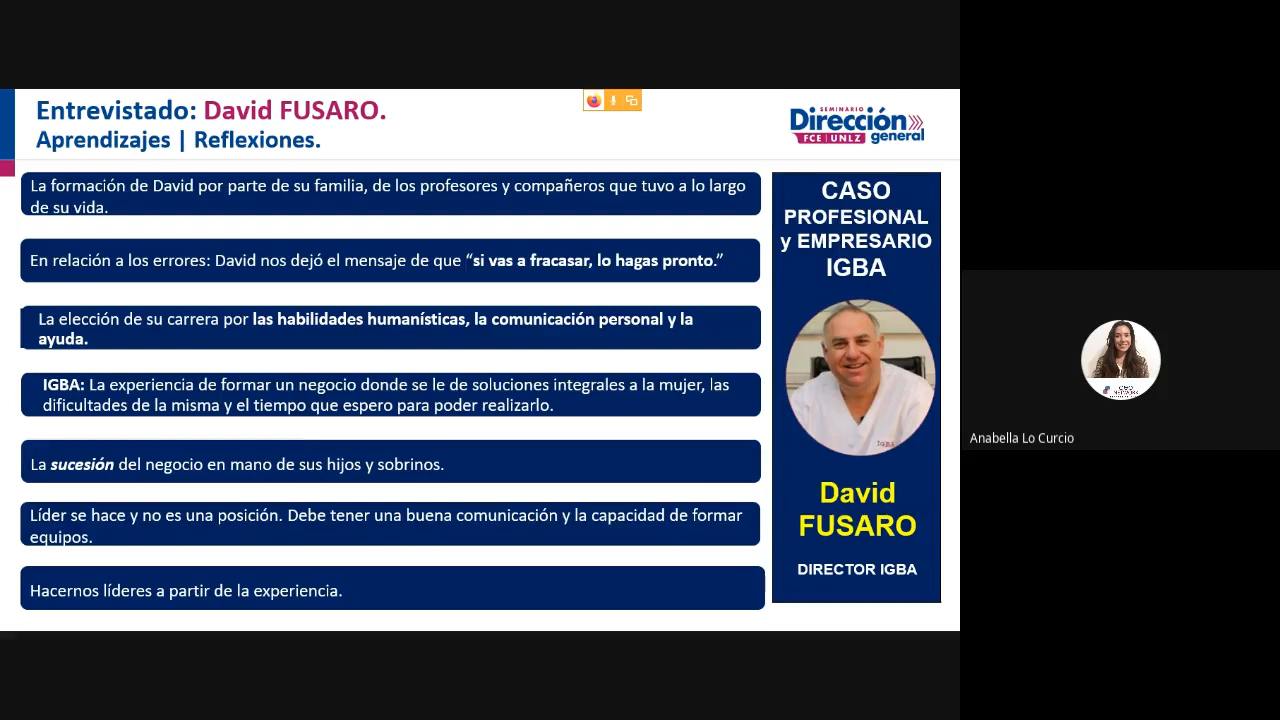 Entrevistado: David FUSARO.
Aprendizajes | Reflexiones.
SEMINARIO
Dirección
FCE | UNLZ general
La formación de David por parte de su familia, de los profesores y compañeros que tuvo a lo largo
de su vida.
En relación a los errores: David nos dejó el mensaje de que “si vas a fracasar, lo hagas pronto.”
La elección de su carrera por las habilidades humanísticas, la comunicación personal y la
ayuda.
IGBA: La experiencia de formar un negocio donde se le de soluciones integrales a la mujer, las
dificultades de la misma y el tiempo que espero para poder realizarlo.
La sucesión del negocio en mano de sus hijos y sobrinos.
Líder se hace y no es una posición. Debe tener una buena comunicación y la capacidad de formar
equipos.
Hacernos líderes a partir de la experiencia.
CASO
PROFESIONAL
y EMPRESARIO
IGBA
David
FUSARO
DIRECTOR IGBA
Anabella Lo Curcio